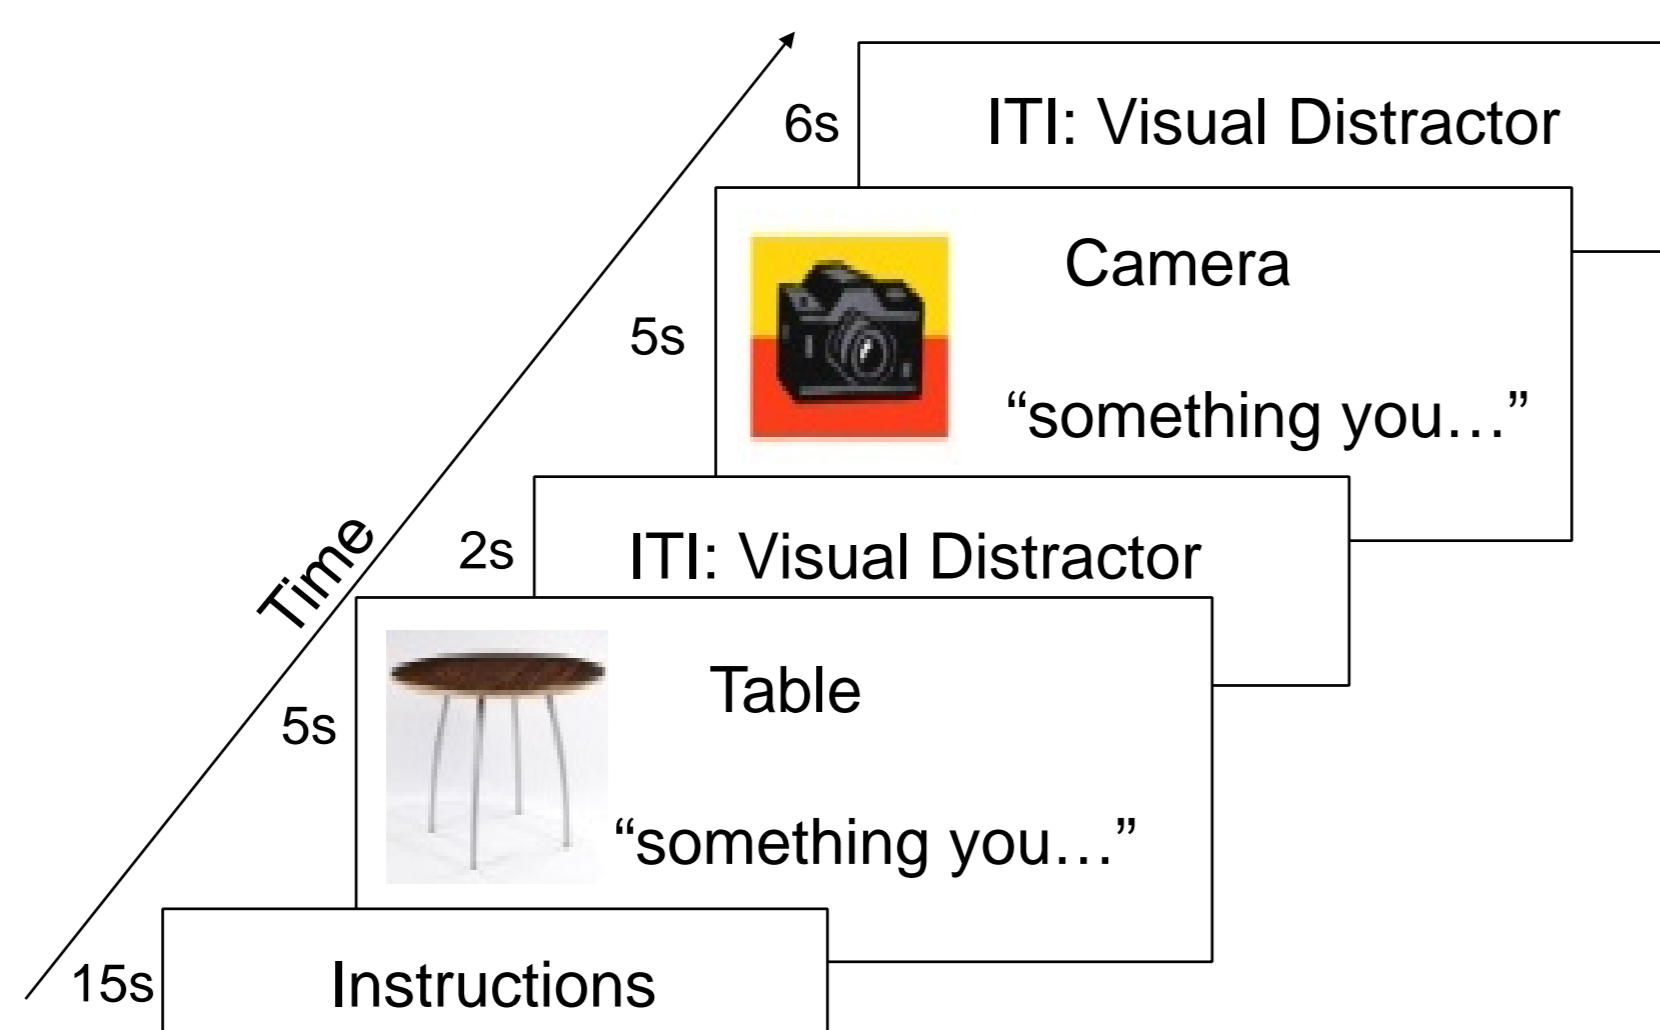 6s
ITI: Visual Distractor
Camera
5s
“something you…”
Time
2s
ITI: Visual Distractor
Table
5s
“something you…”
15s
Instructions